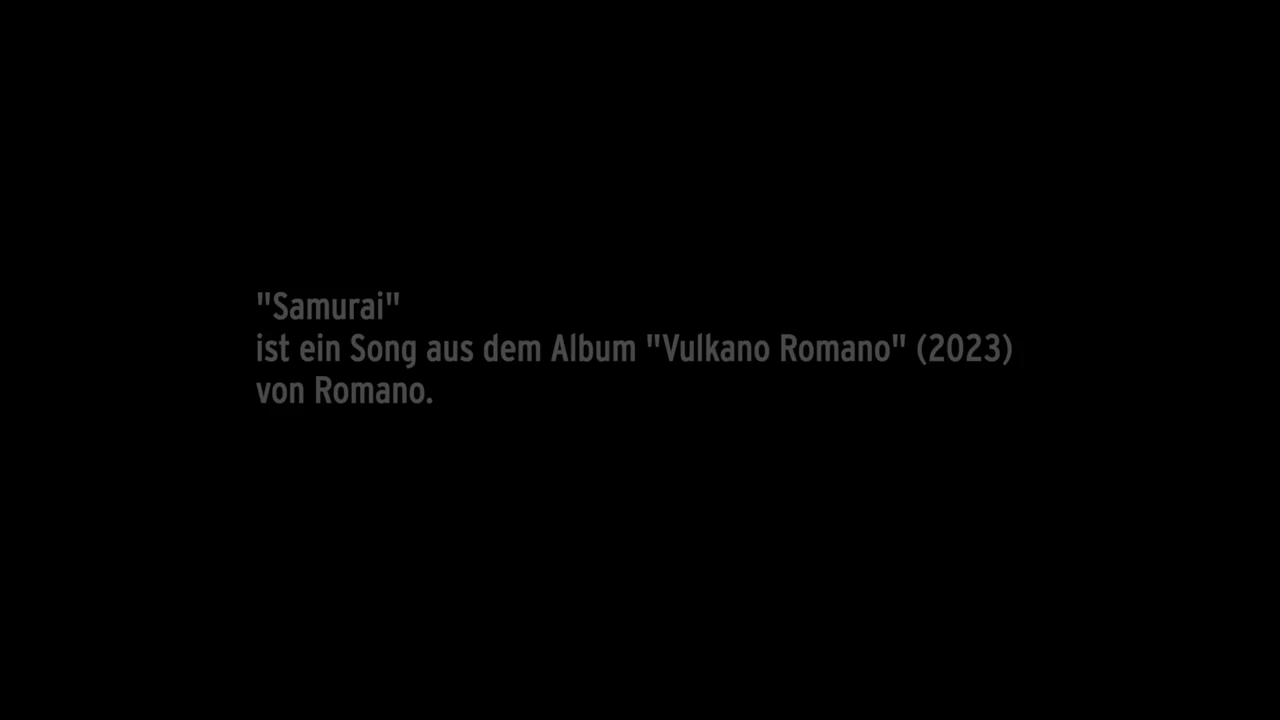 "Samurai"
ist ein Song aus dem Album "Vulkano Romano" (2023)
von Romano.